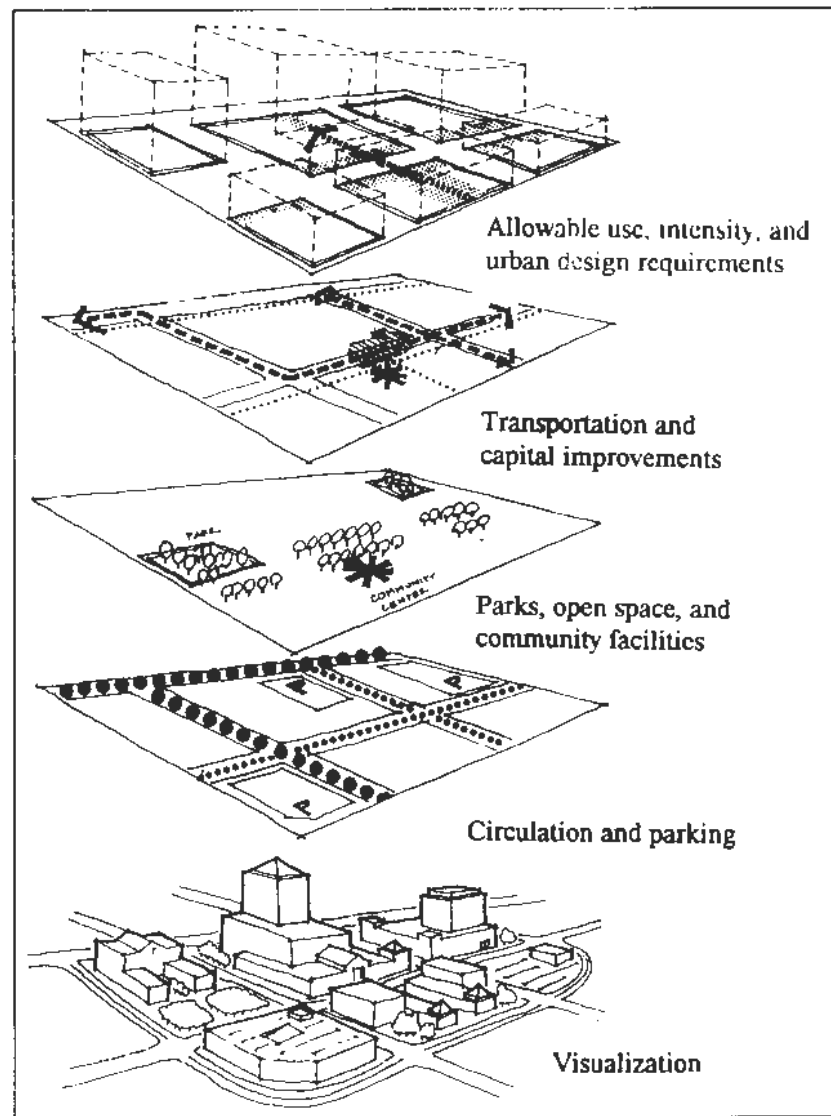 Allowable use, intensity, and
urban design requirements
Transportation and
capital improvements
PARK
COMMUNITY
CENTER
Parks, open space, and
community facilities
P
P
P
Circulation and parking
Visualization